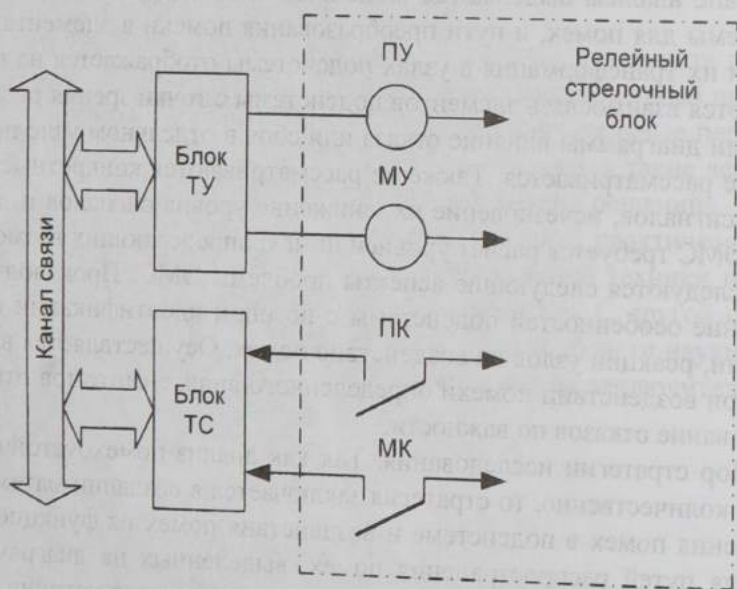 ПУ
Релейный
стрелочный
блок
Блок
ТУ
МУ
Канал связи
ПК
Блок
ТС
МК